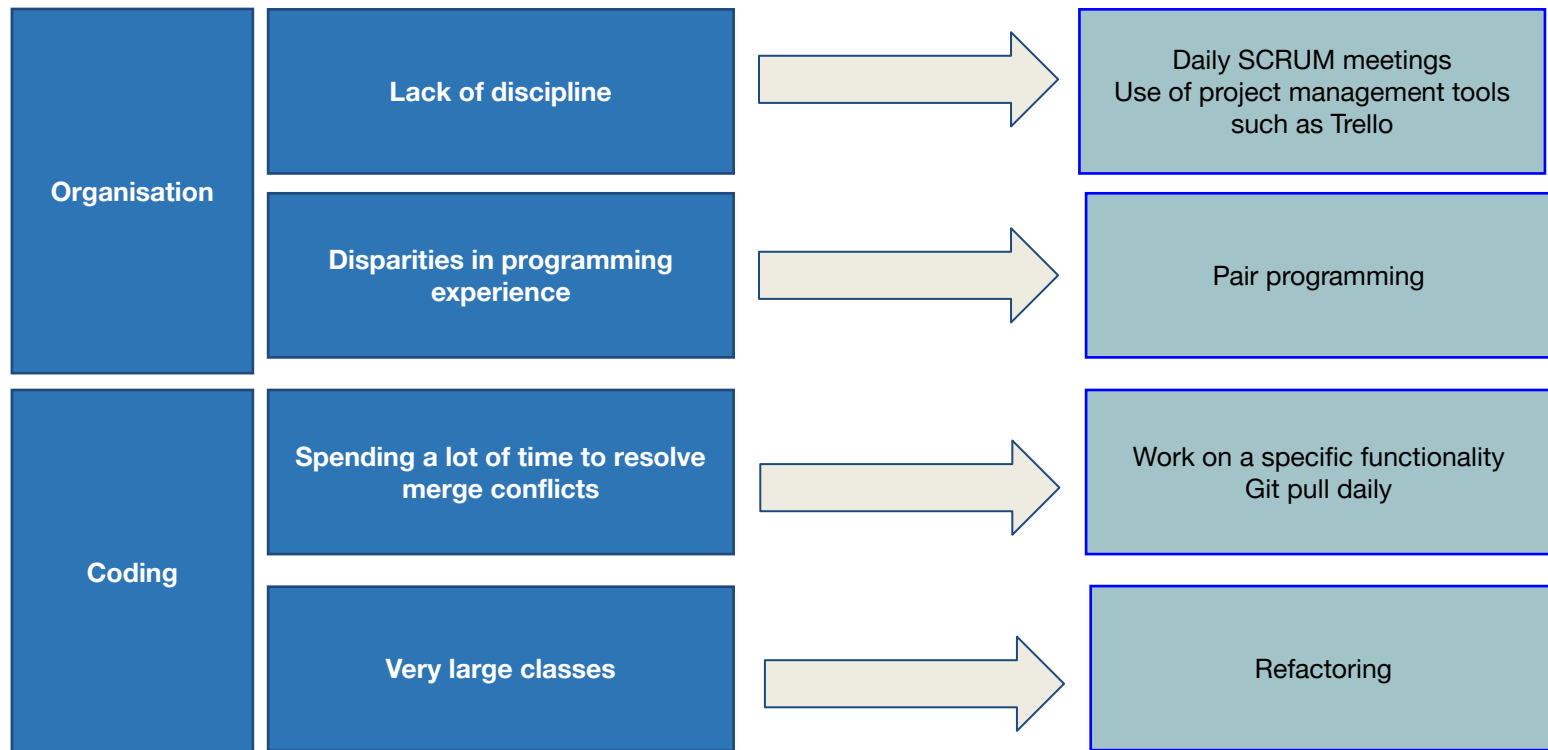 Organisation
Lack of discipline
Daily SCRUM meetings
Use of project management tools
such as Trello
Disparities in programming
experience
Pair programming
Coding
Spending a lot of time to resolve
merge conflicts
Work on a specific functionality
Git pull daily
Very large classes
Refactoring